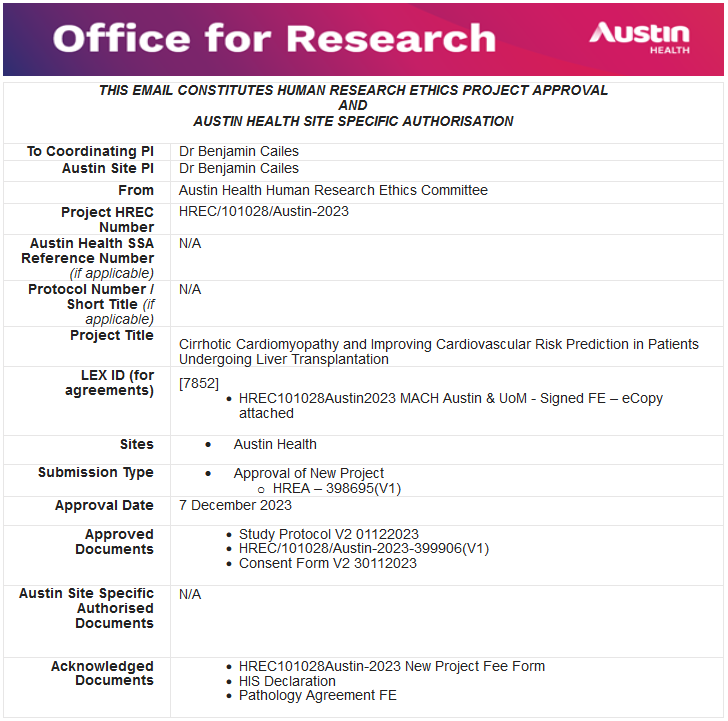 Office for Research
Austin
HEALTH
THIS EMAIL CONSTITUTES HUMAN RESEARCH ETHICS PROJECT APPROVAL
AND
AUSTIN HEALTH SITE SPECIFIC AUTHORISATION
To Coordinating PI Dr Benjamin Cailes
Austin Site PI Dr Benjamin Cailes
From Austin Health Human Research Ethics Committee
Project HREC HREC/101028/Austin-2023
Number
Austin Health SSA N/A
Reference Number
(if applicable)
Protocol Number / N/A
Short Title (if
applicable)
Project Title
Cirrhotic Cardiomyopathy and Improving Cardiovascular Risk Prediction in Patients
Undergoing Liver Transplantation
LEX ID (for
agreements)
[7852]
• HREC101028Austin2023 MACH Austin & UoM - Signed FE – eCopy
attached
Sites • Austin Health
Submission Type • Approval of New Project
o HREA – 398695(V1)
Approval Date 7 December 2023
Approved
Documents
• Study Protocol V2 01122023
• HREC/101028/Austin-2023-399906(V1)
• Consent Form V2 30112023
Austin Site Specific N/A
Authorised
Documents
Acknowledged
Documents
• HREC101028Austin-2023 New Project Fee Form
• HIS Declaration
• Pathology Agreement FE